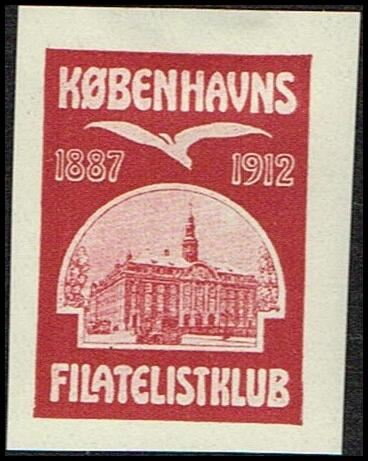 KØBENHAVNS
1887 1912
FILATELISTKLUB